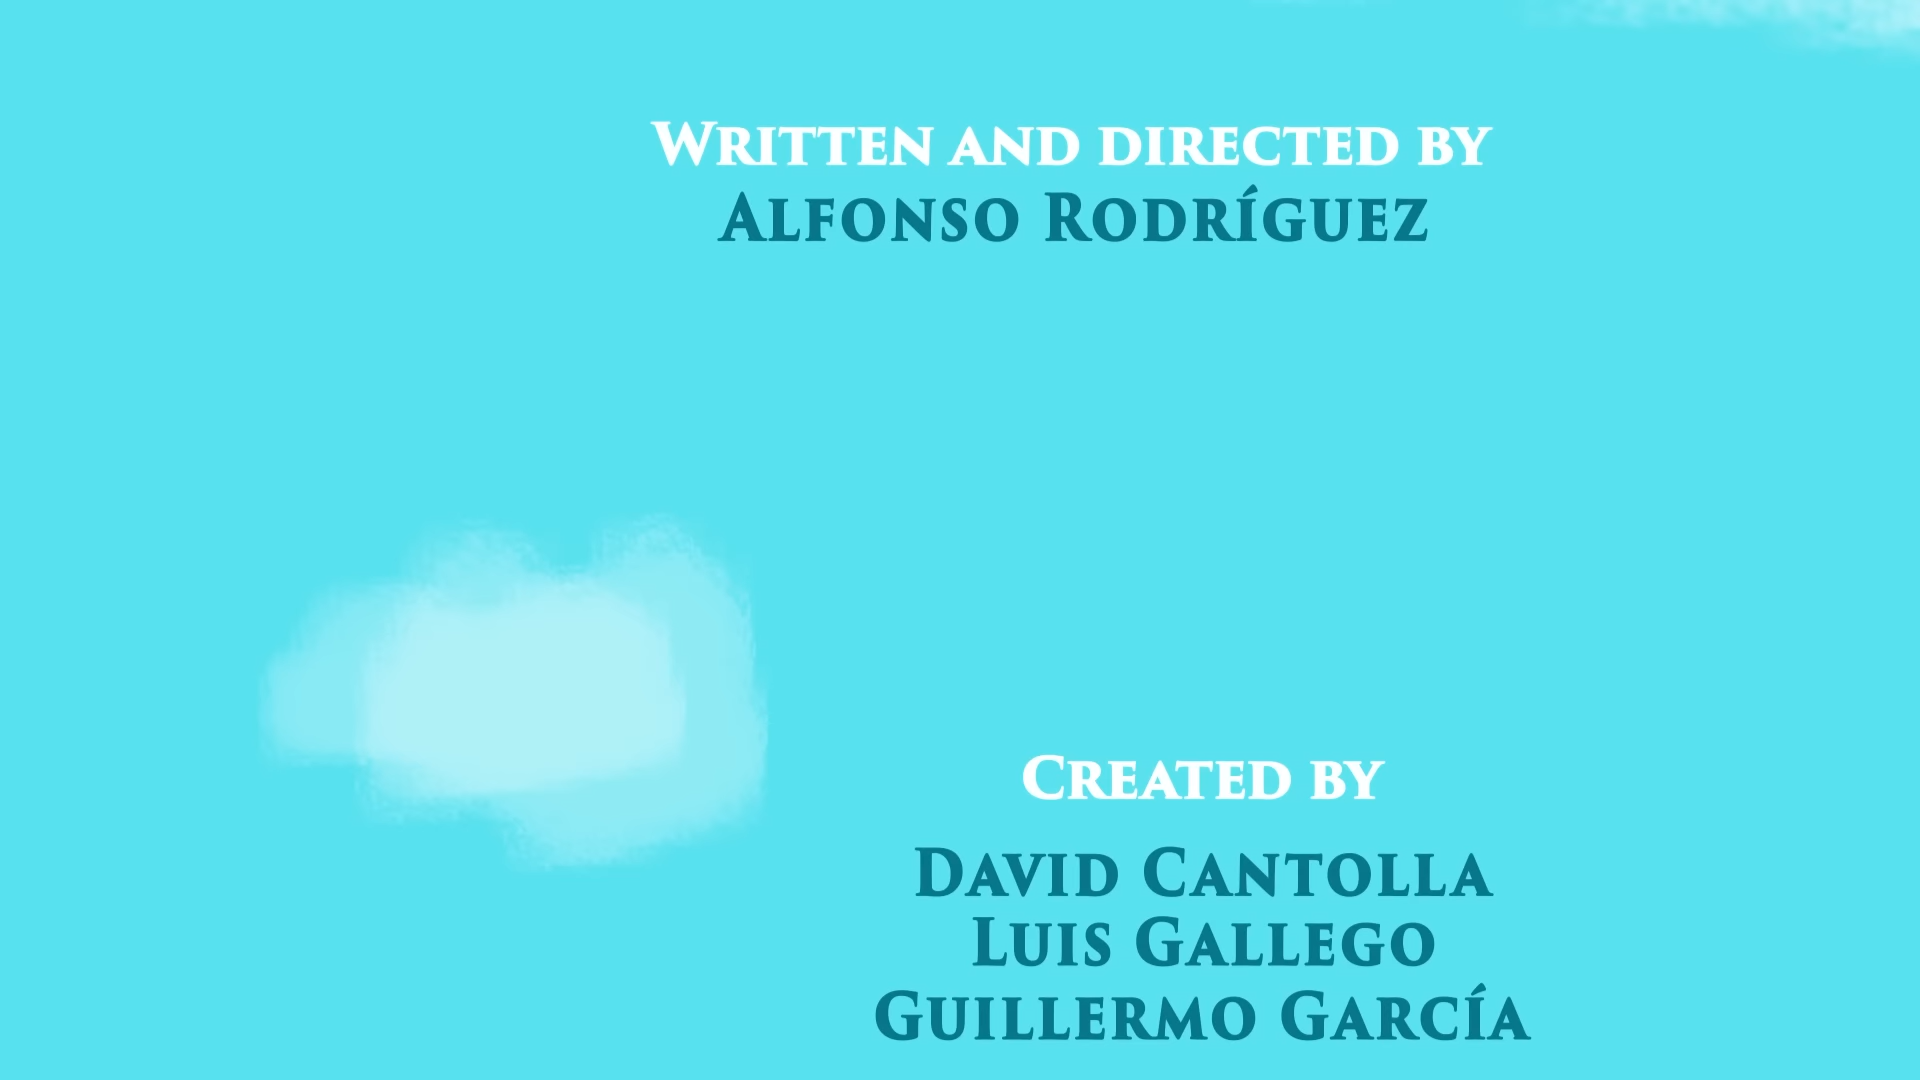 Written and directed by
Alfonso Rodríguez
Created by
David Cantolla
Luis Gallego
Guillermo García